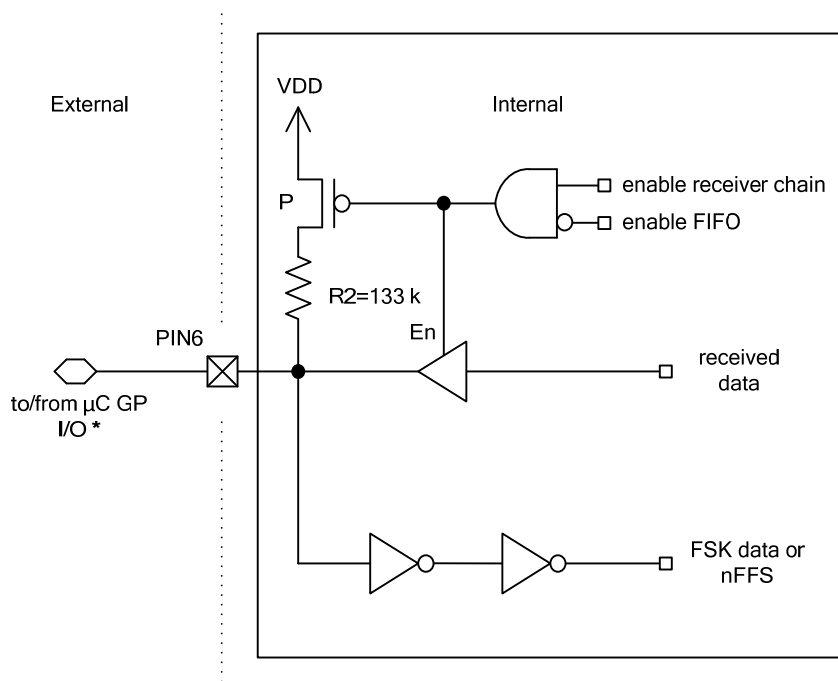 External
Internal
VDD
P
enable receiver chain
enable FIFO
R2=133 k
En
PIN6
received
data
to/from µC GP
I/O *
FSK data or
nFFS